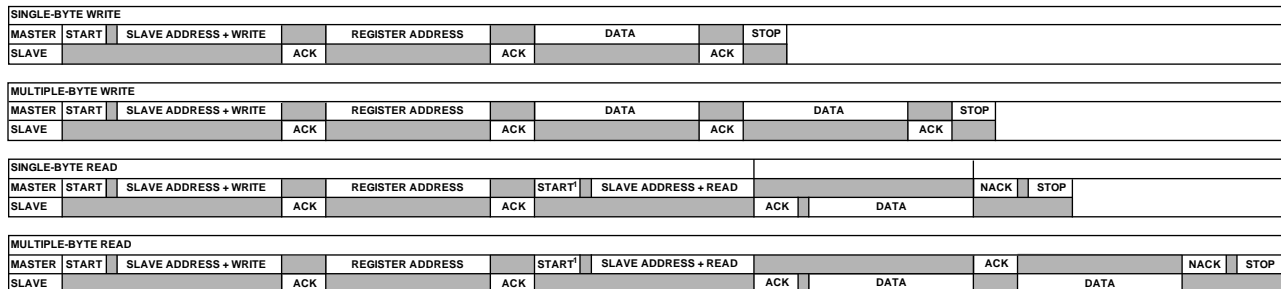 SINGLE-BYTE WRITE
MASTER START SLAVE ADDRESS + WRITE REGISTER ADDRESS DATA STOP
SLAVE ACK ACK ACK
MULTIPLE-BYTE WRITE
MASTER START SLAVE ADDRESS + WRITE REGISTER ADDRESS DATA DATA STOP
SLAVE ACK ACK ACK ACK
SINGLE-BYTE READ
MASTER START SLAVE ADDRESS + WRITE REGISTER ADDRESS START¹ SLAVE ADDRESS + READ NACK STOP
SLAVE ACK ACK ACK DATA
MULTIPLE-BYTE READ
MASTER START SLAVE ADDRESS + WRITE REGISTER ADDRESS START¹ SLAVE ADDRESS + READ ACK NACK STOP
SLAVE ACK ACK ACK DATA DATA